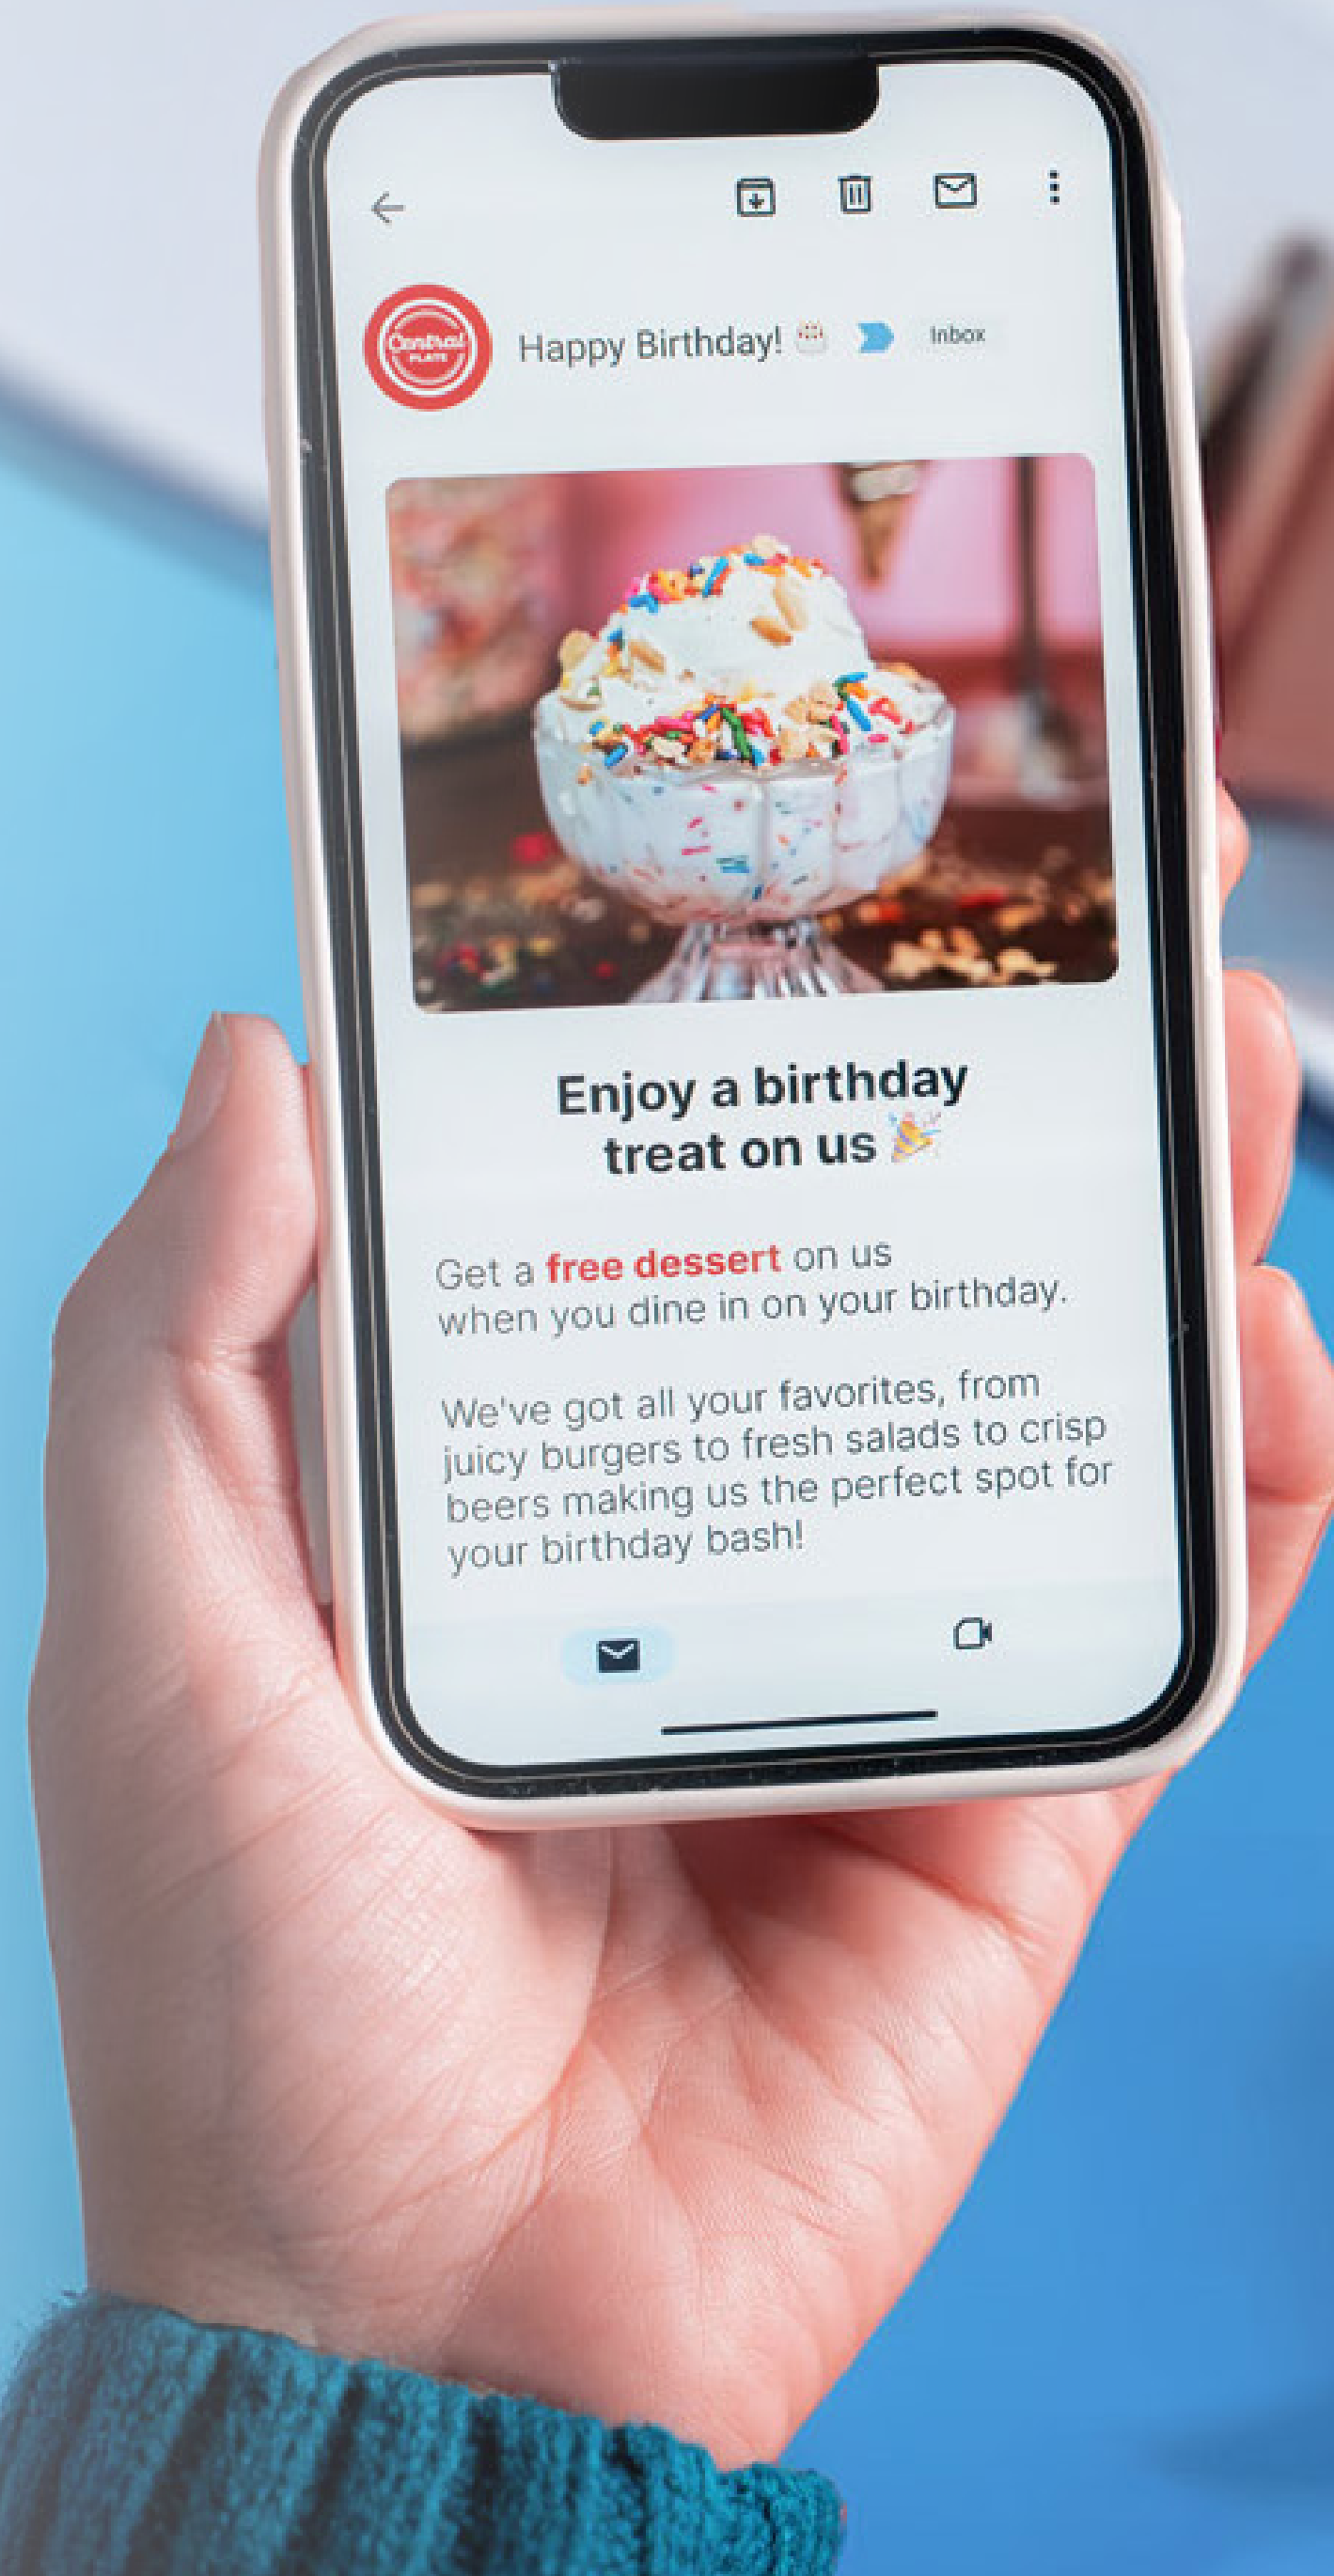 Central
PLATE
Happy Birthday! 🎂 Inbox
Enjoy a birthday
treat on us 🎉
Get a free dessert on us
when you dine in on your birthday.
We've got all your favorites, from
juicy burgers to fresh salads to crisp
beers making us the perfect spot for
your birthday bash!